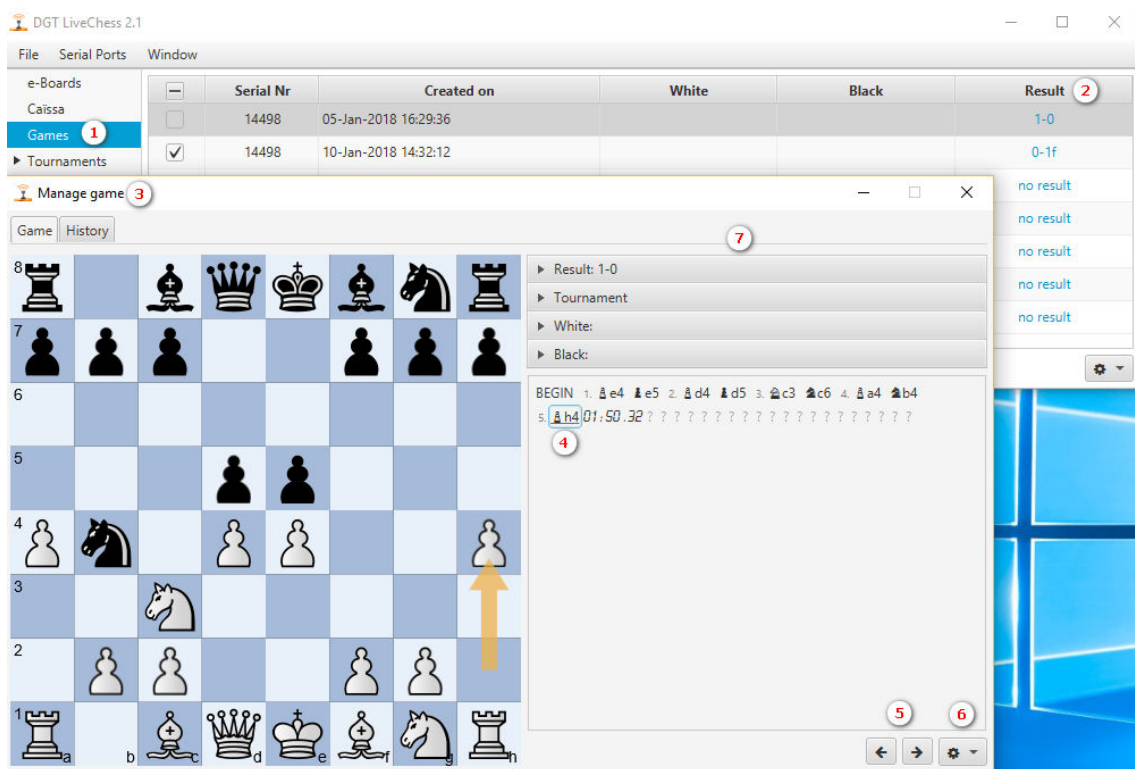 DGT LiveChess 2.1
File Serial Ports Window
e-Boards
Caïssa
Games 1
Tournaments
Serial Nr Created on White Black Result 2
14498 05-Jan-2018 16:29:36 1-0
14498 10-Jan-2018 14:32:12 0-1f
no result
no result
no result
no result
no result
Manage game 3
Game History
7
Result: 1-0
Tournament
White:
Black:
BEGIN 1. ♙e4 ♟e5 2. ♙d4 ♟d5 3. ♘c3 ♞c6 4. ♙a4 ♞b4
5. ♙h4 01:50.32 ? ? ? ? ? ? ? ? ? ? ? ? ? ? ? ? ? ? ? ?
4
8
7
6
5
4
3
2
1
a b c d e f g h
5 6